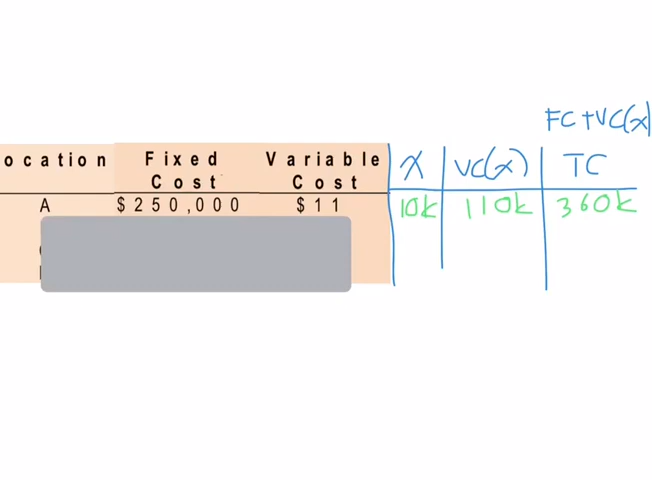 FC+VC(x)
ocation Fixed Cost Variable Cost x VC(x) TC
A $250,000 $11 10k 110k 360k